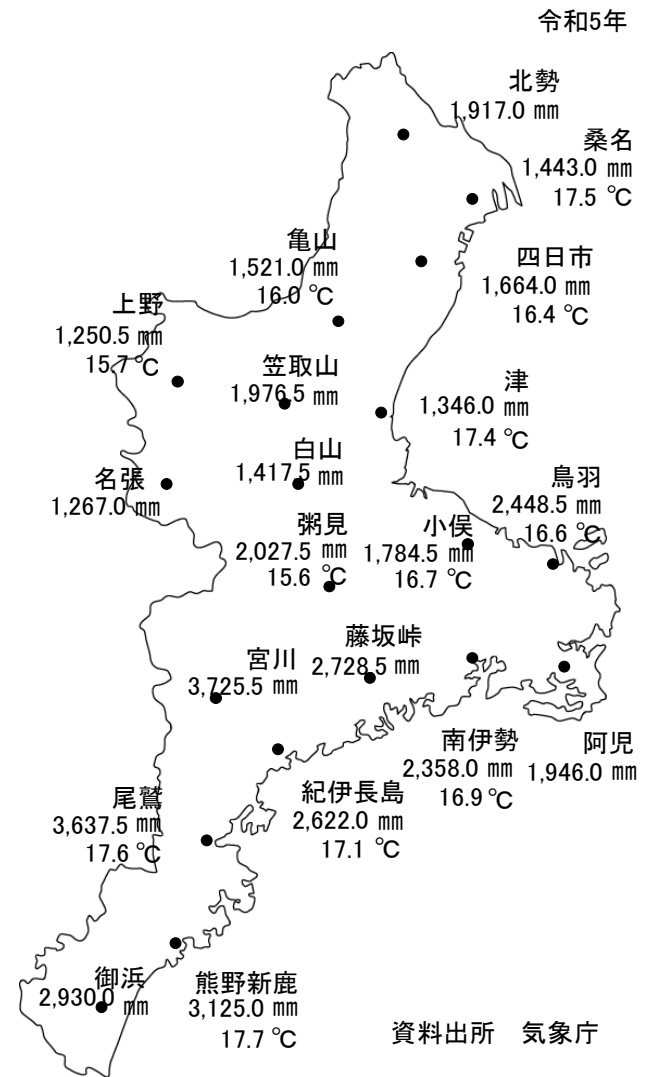 令和5年
北勢
1,917.0 ㎜
桑名
1,443.0 ㎜
17.5 ℃
亀山
1,521.0 ㎜
16.0 ℃
四日市
1,664.0 ㎜
16.4 ℃
上野
1,250.5 ㎜
15.7 ℃
笠取山
1,976.5 ㎜
津
1,346.0 ㎜
17.4 ℃
白山
1,417.5 ㎜
名張
1,267.0 ㎜
鳥羽
2,448.5 ㎜
16.6 ℃
粥見
2,027.5 ㎜
15.6 ℃
小俣
1,784.5 ㎜
16.7 ℃
藤坂峠
2,728.5 ㎜
宮川
3,725.5 ㎜
南伊勢
2,358.0 ㎜
16.9 ℃
阿児
1,946.0 ㎜
紀伊長島
2,622.0 ㎜
17.1 ℃
尾鷲
3,637.5 ㎜
17.6 ℃
御浜
2,930.0 ㎜
熊野新鹿
3,125.0 ㎜
17.7 ℃
資料出所　気象庁